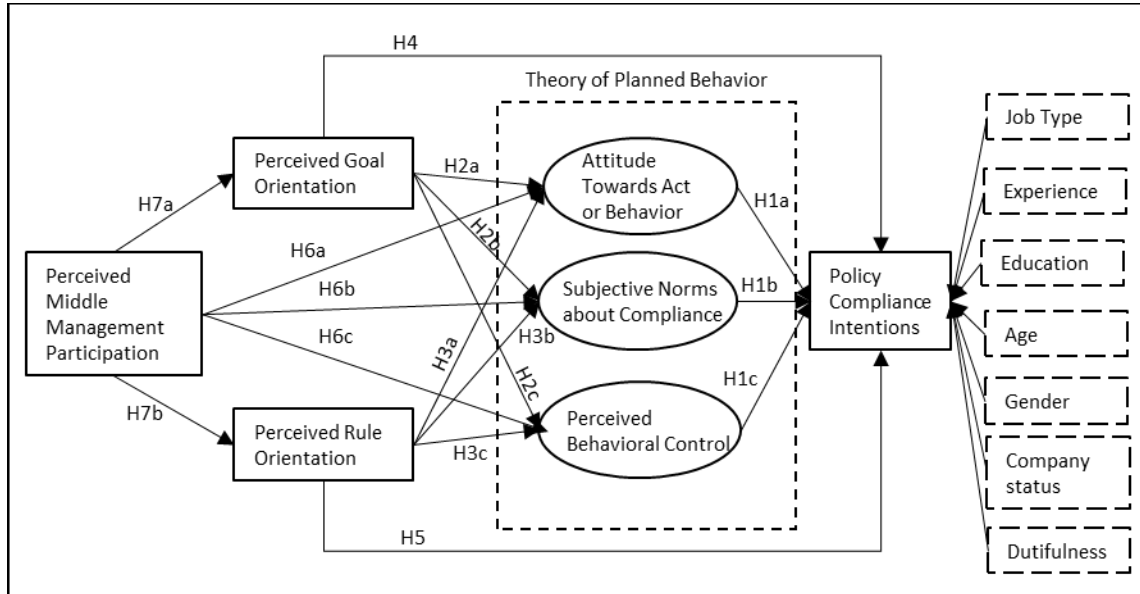 H4
Theory of Planned Behavior
Job Type
Perceived Goal
Orientation
H2a
Attitude
Towards Act
or Behavior
H1a
Experience
H7a
H2b
H6a
Perceived
Middle
Management
Participation
H6b
Subjective Norms
about Compliance
H1b
Policy
Compliance
Intentions
Education
H6c
H3a
H3b
Age
H2c
H1c
H7b
Perceived Rule
Orientation
H3c
Perceived
Behavioral Control
Gender
Company
status
H5
Dutifulness